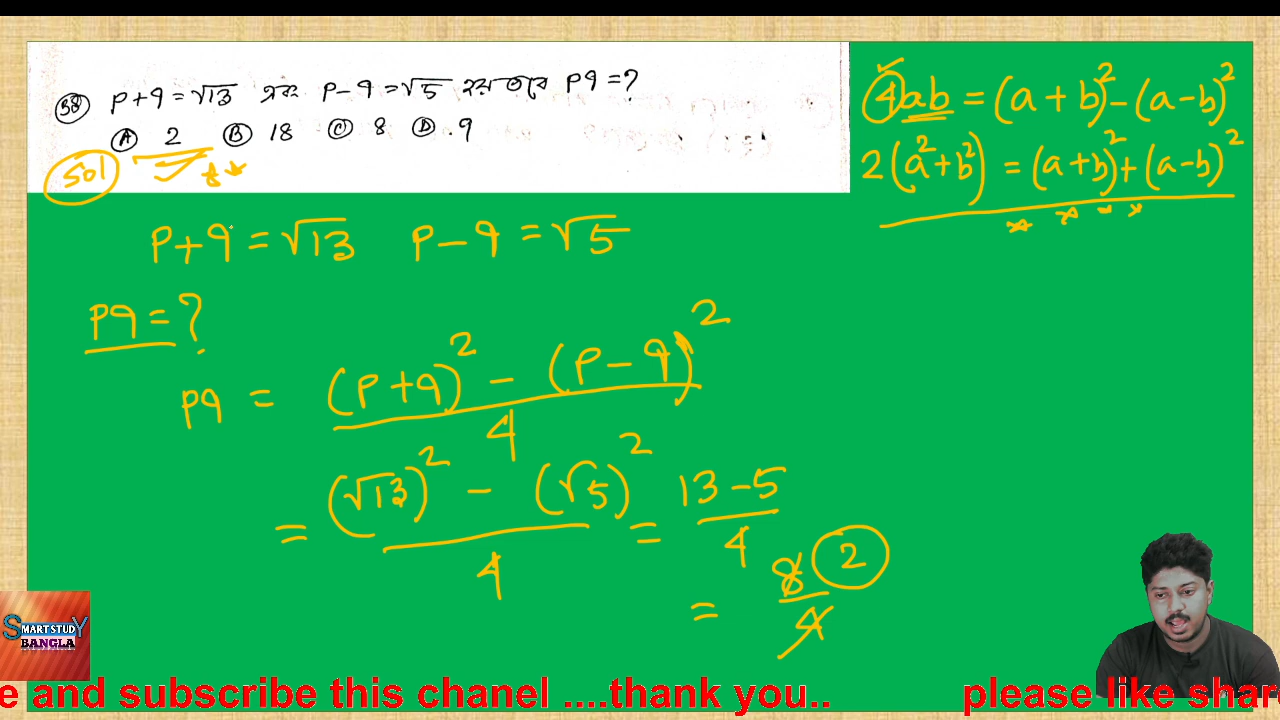 ৩৪ p+q=√13 এবং p-q=√5 হয় তবে pq=?
Ⓐ 2 Ⓑ 18 Ⓒ 8 Ⓓ 9
Sol
4ab = (a+b)² - (a-b)²
2(a²+b²) = (a+b)² + (a-b)²
p+q = √13 p-q = √5
pq = ?
pq = (p+q)² - (p-q)²
4
= (√13)² - (√5)² = 13-5
4 4
= 8 2
4
SMART STUDY
BANGLA
e and subscribe this chanel ....thank you.. please like shar